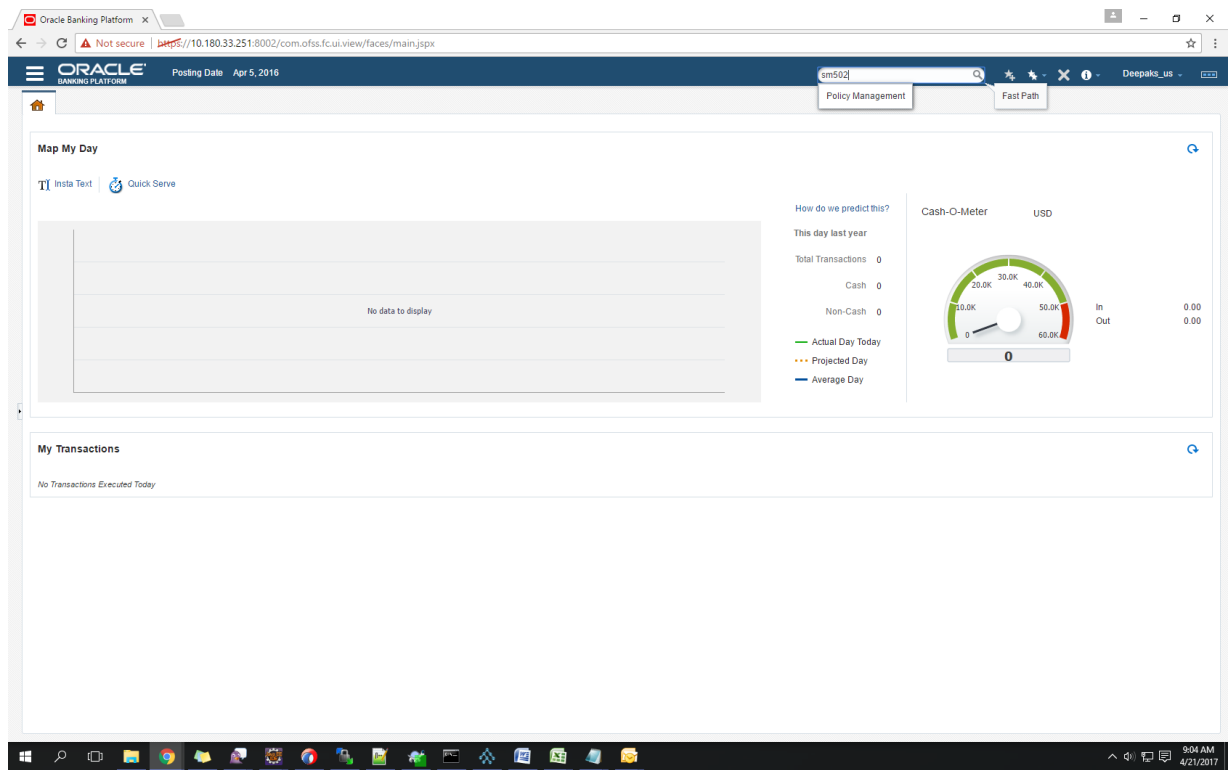 Oracle Banking Platform
Not secure | https://10.180.33.251:8002/com.ofss.fc.ui.view/faces/main.jspx
ORACLE'
BANKING PLATFORM
Posting Date Apr 5, 2016
sm502
Deepaks_us
Policy Management
Fast Path
Map My Day
Insta Text
Quick Serve
No data to display
How do we predict this?
This day last year
Total Transactions 0
Cash 0
Non-Cash 0
Actual Day Today
Projected Day
Average Day
Cash-O-Meter USD
30.0K
20.0K 40.0K
10.0K 50.0K
0 60.0K
0
In 0.00
Out 0.00
My Transactions
No Transactions Executed Today
9:04 AM
4/21/2017